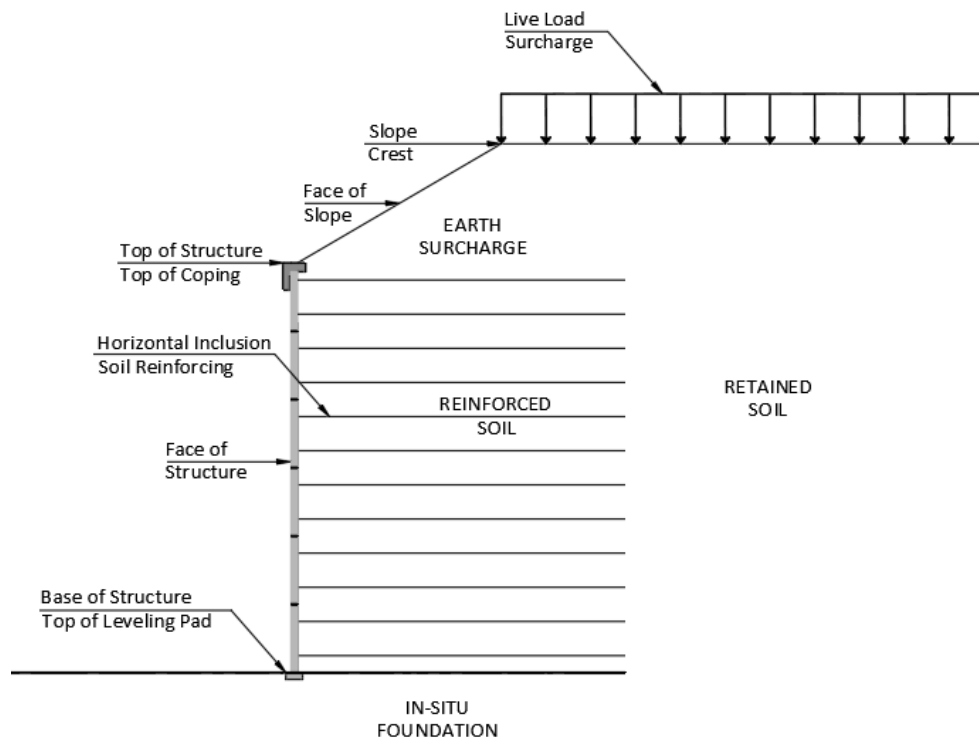 Live Load
Surcharge
Slope
Crest
Face of
Slope
EARTH
SURCHARGE
Top of Structure
Top of Coping
Horizontal Inclusion
Soil Reinforcing
REINFORCED
SOIL
RETAINED
SOIL
Face of
Structure
Base of Structure
Top of Leveling Pad
IN-SITU
FOUNDATION